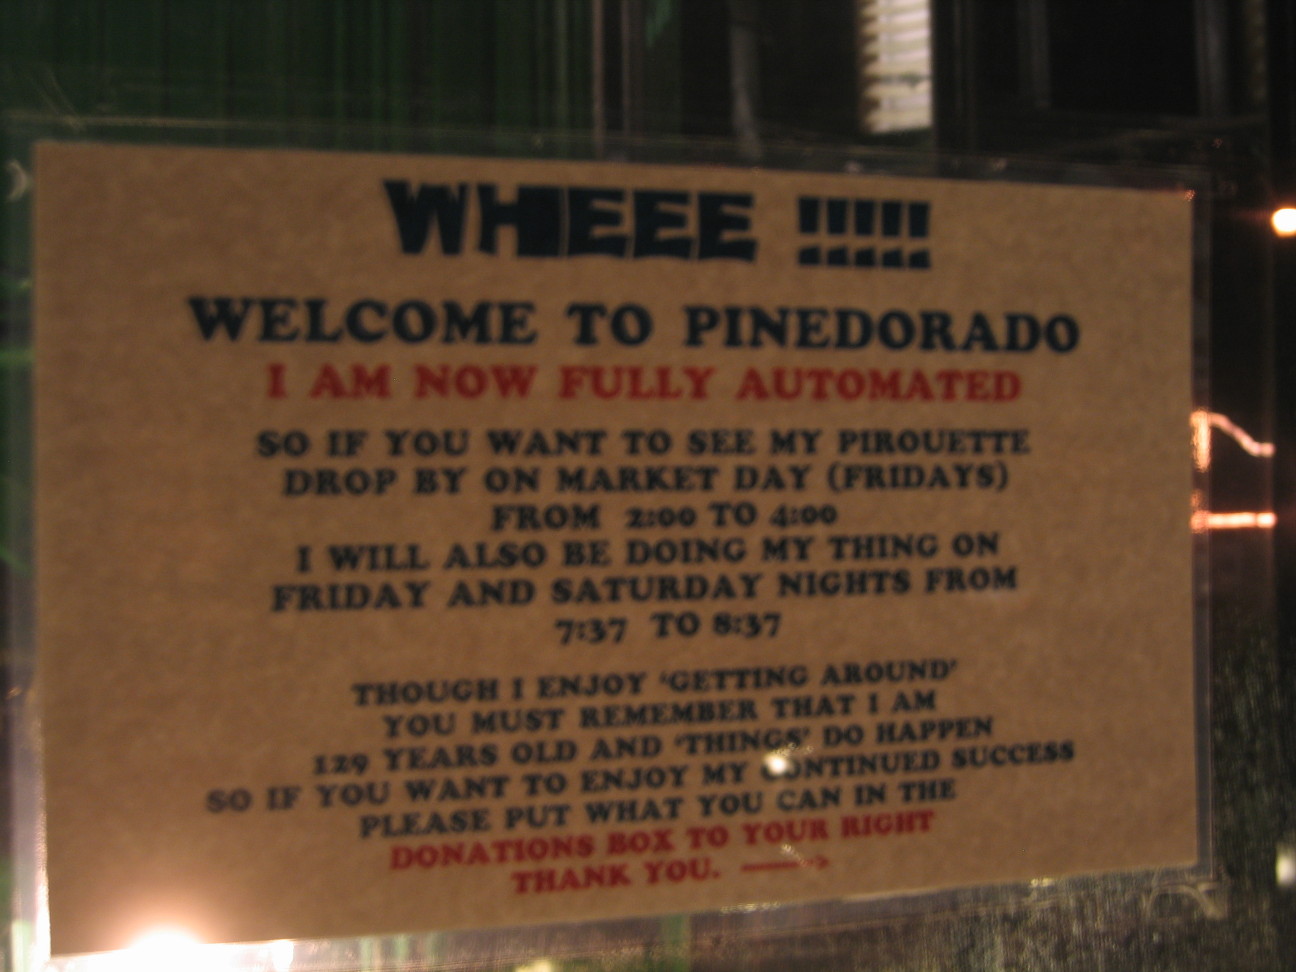 WHEEE !!!!!
WELCOME TO PINEDORADO
I AM NOW FULLY AUTOMATED
SO IF YOU WANT TO SEE MY PIROUETTE
DROP BY ON MARKET DAY (FRIDAYS)
FROM 2:00 TO 4:00
I WILL ALSO BE DOING MY THING ON
FRIDAY AND SATURDAY NIGHTS FROM
7:37 TO 8:37
THOUGH I ENJOY 'GETTING AROUND'
YOU MUST REMEMBER THAT I AM
129 YEARS OLD AND 'THINGS' DO HAPPEN
SO IF YOU WANT TO ENJOY MY CONTINUED SUCCESS
PLEASE PUT WHAT YOU CAN IN THE
DONATIONS BOX TO YOUR RIGHT
THANK YOU.